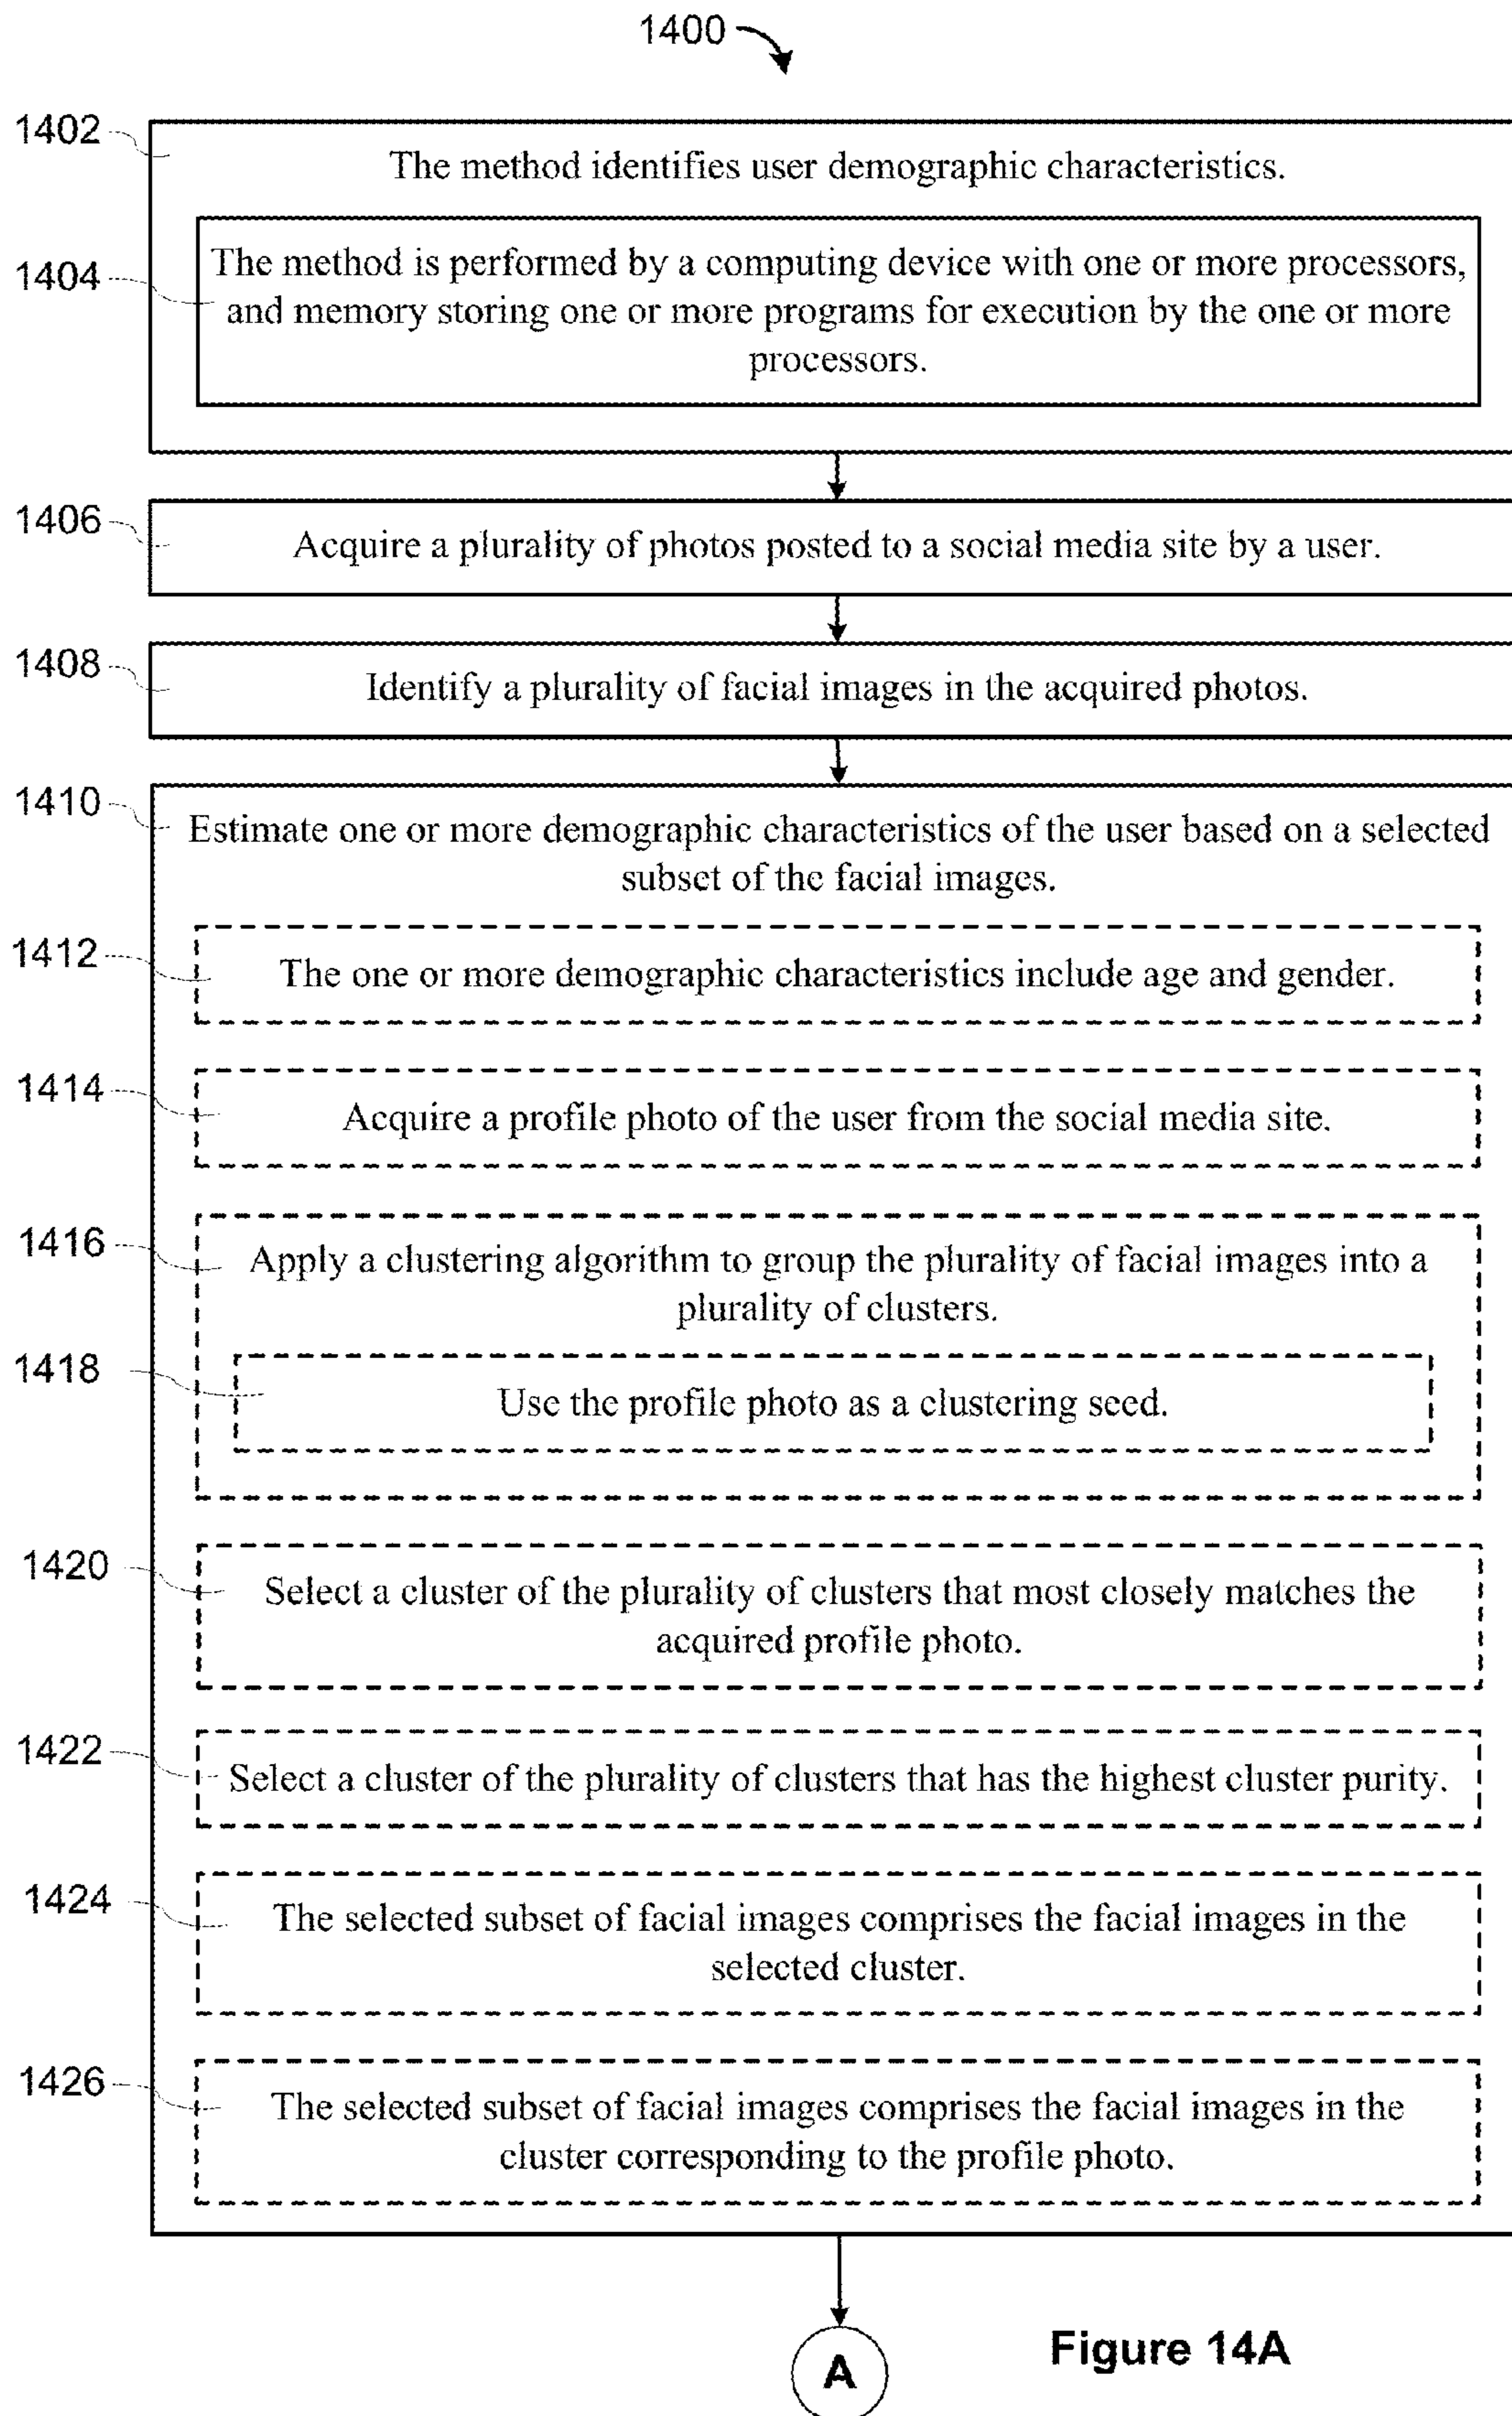 1400
1402
The method identifies user demographic characteristics.
1404
The method is performed by a computing device with one or more processors,
and memory storing one or more programs for execution by the one or more
processors.
1406
Acquire a plurality of photos posted to a social media site by a user.
1408
Identify a plurality of facial images in the acquired photos.
1410
Estimate one or more demographic characteristics of the user based on a selected
subset of the facial images.
1412
The one or more demographic characteristics include age and gender.
1414
Acquire a profile photo of the user from the social media site.
1416
Apply a clustering algorithm to group the plurality of facial images into a
plurality of clusters.
1418
Use the profile photo as a clustering seed.
1420
Select a cluster of the plurality of clusters that most closely matches the
acquired profile photo.
1422
Select a cluster of the plurality of clusters that has the highest cluster purity.
1424
The selected subset of facial images comprises the facial images in the
selected cluster.
1426
The selected subset of facial images comprises the facial images in the
cluster corresponding to the profile photo.
A
Figure 14A